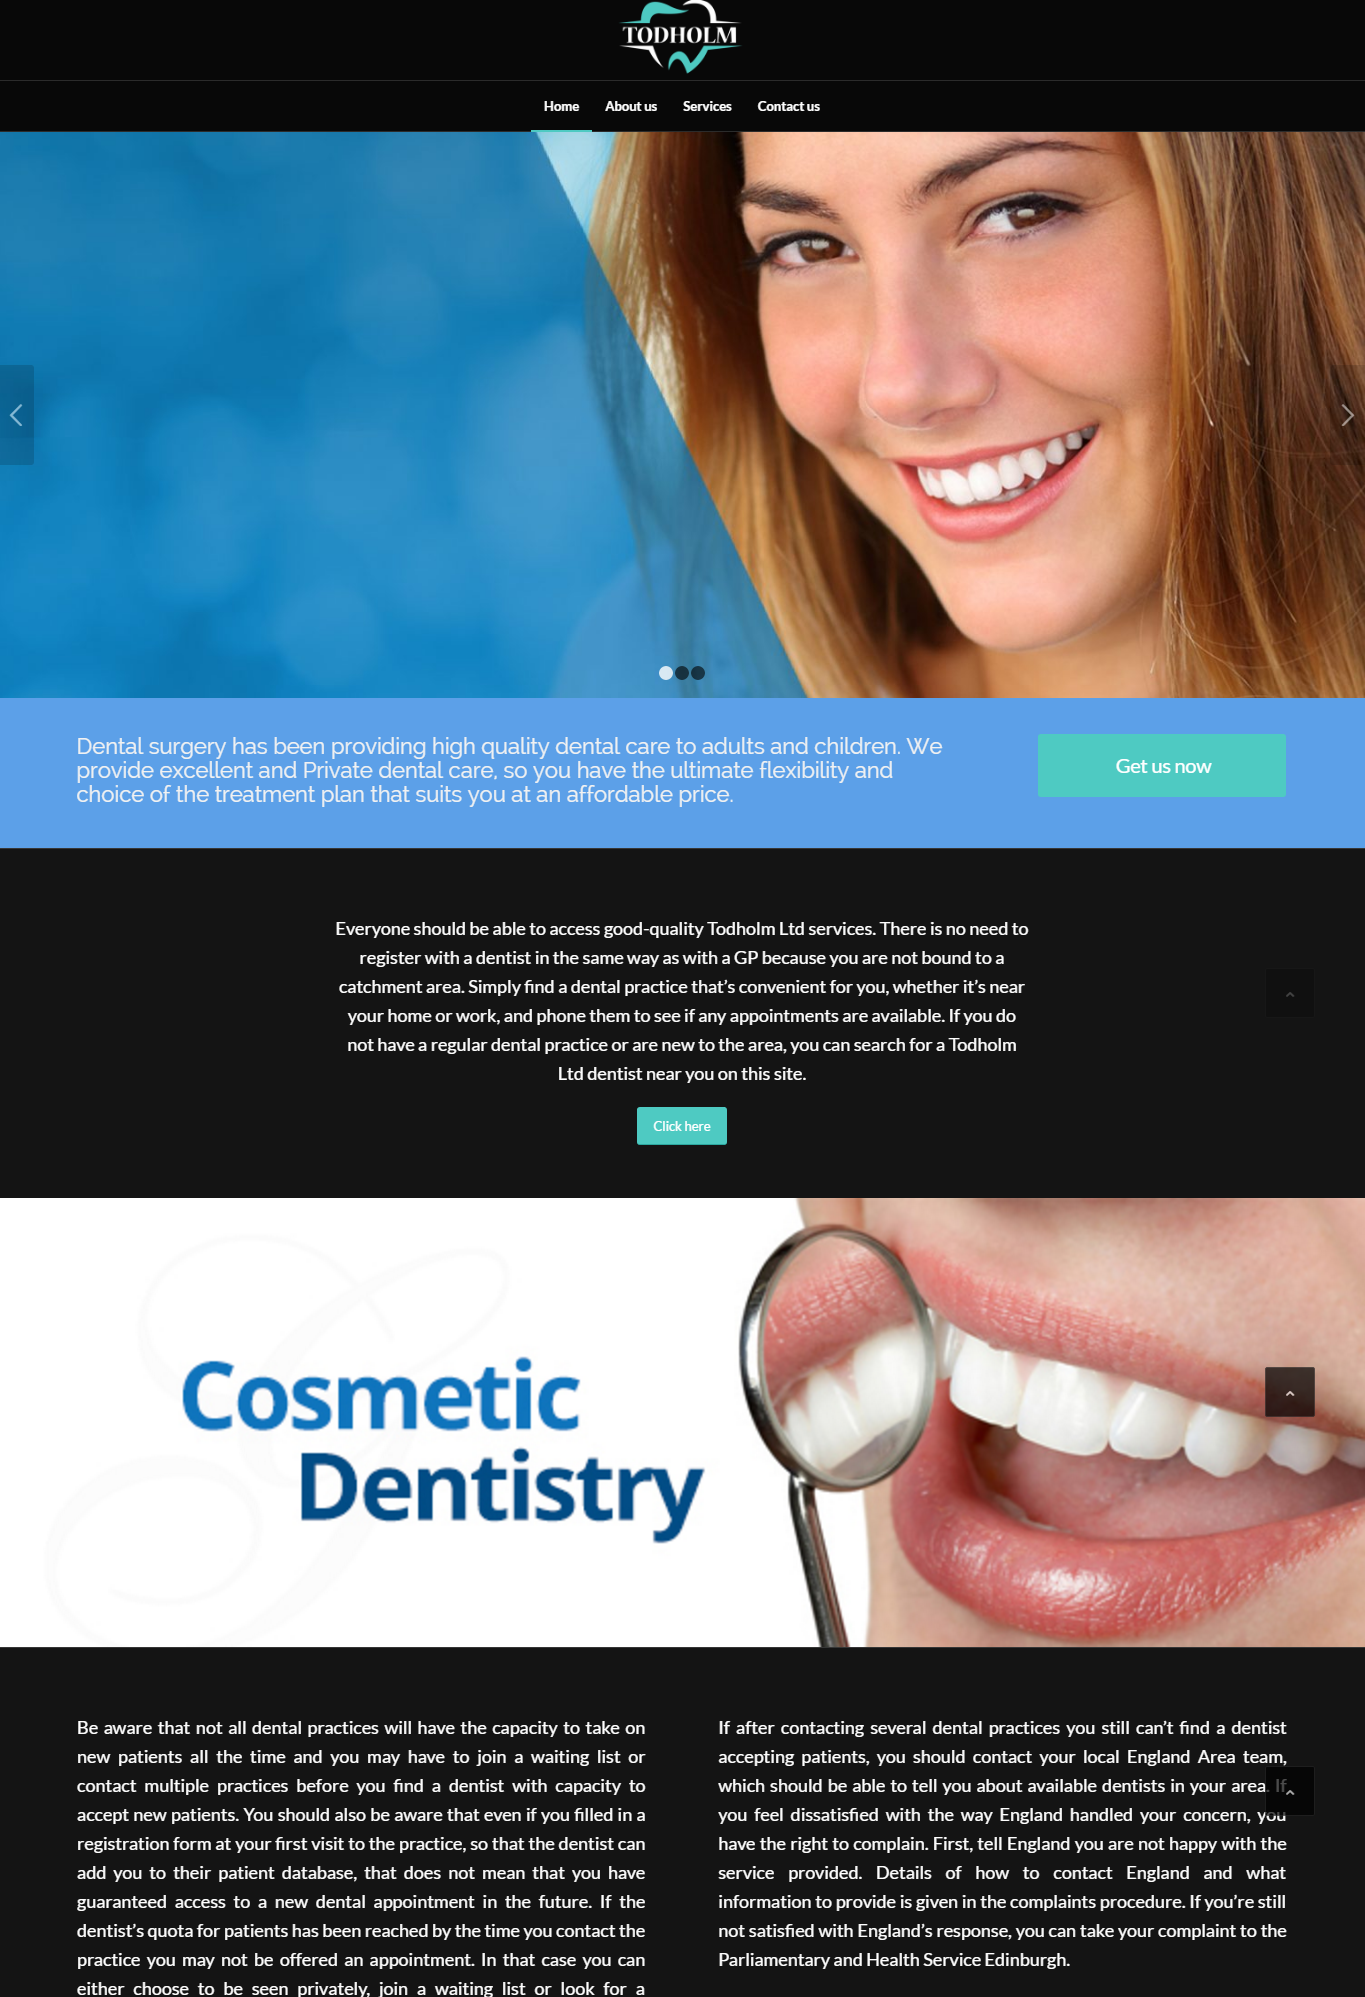 TODHOLM
Home About us Services Contact us
Dental surgery has been providing high quality dental care to adults and children. We
provide excellent and Private dental care, so you have the ultimate flexibility and
choice of the treatment plan that suits you at an affordable price.
Get us now
Everyone should be able to access good-quality Todholm Ltd services. There is no need to
register with a dentist in the same way as with a GP because you are not bound to a
catchment area. Simply find a dental practice that’s convenient for you, whether it’s near
your home or work, and phone them to see if any appointments are available. If you do
not have a regular dental practice or are new to the area, you can search for a Todholm
Ltd dentist near you on this site.
Click here
Cosmetic
Dentistry
Be aware that not all dental practices will have the capacity to take on
new patients all the time and you may have to join a waiting list or
contact multiple practices before you find a dentist with capacity to
accept new patients. You should also be aware that even if you filled in a
registration form at your first visit to the practice, so that the dentist can
add you to their patient database, that does not mean that you have
guaranteed access to a new dental appointment in the future. If the
dentist’s quota for patients has been reached by the time you contact the
practice you may not be offered an appointment. In that case you can
either choose to be seen privately, join a waiting list or look for a
If after contacting several dental practices you still can’t find a dentist
accepting patients, you should contact your local England Area team,
which should be able to tell you about available dentists in your area. If
you feel dissatisfied with the way England handled your concern, you
have the right to complain. First, tell England you are not happy with the
service provided. Details of how to contact England and what
information to provide is given in the complaints procedure. If you’re still
not satisfied with England’s response, you can take your complaint to the
Parliamentary and Health Service Edinburgh.